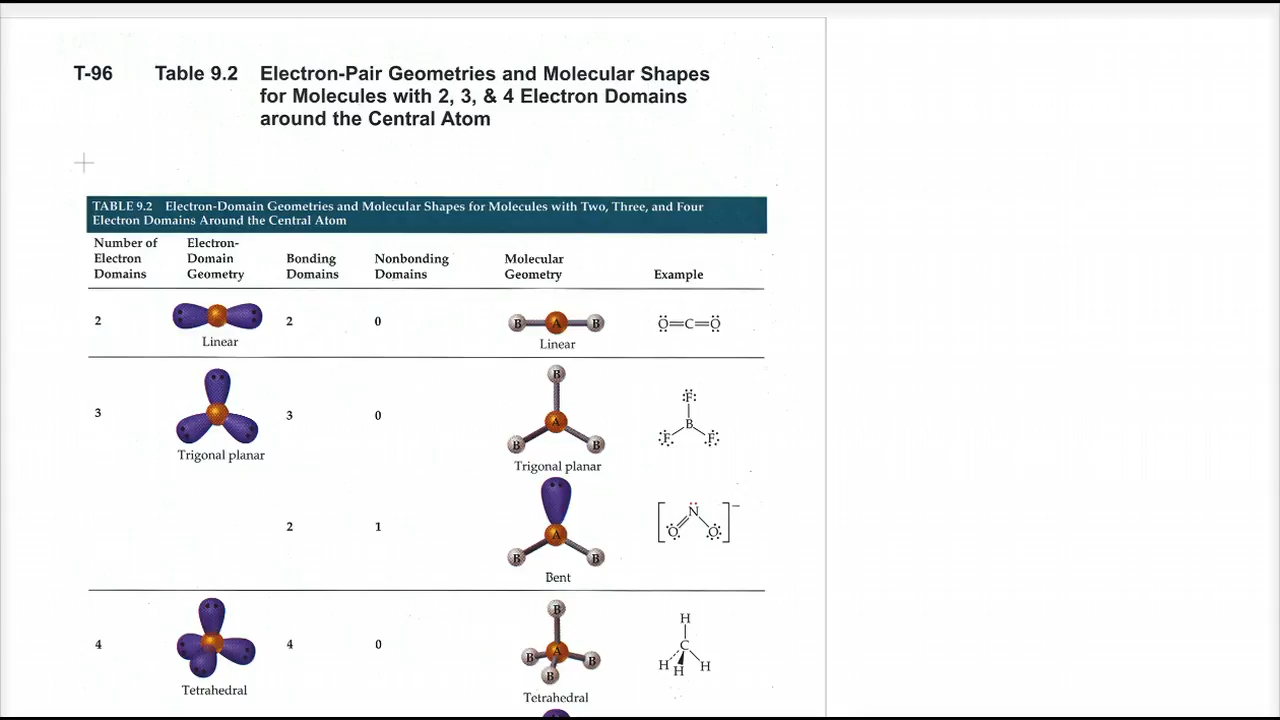 T-96 Table 9.2 Electron-Pair Geometries and Molecular Shapes
for Molecules with 2, 3, & 4 Electron Domains
around the Central Atom
TABLE 9.2 Electron-Domain Geometries and Molecular Shapes for Molecules with Two, Three, and Four
Electron Domains Around the Central Atom
Number of Electron Domains
Electron-Domain Geometry
Bonding Domains
Nonbonding Domains
Molecular Geometry
Example
2 2 0 B A B O=C=O
Linear Linear
3 3 0
B
A
B B
F
B
F F
Trigonal planar Trigonal planar
2 1
A
B B
[N
O O]−
Bent
4 4 0
B
A
B B
B
H
C
H H H
Tetrahedral Tetrahedral